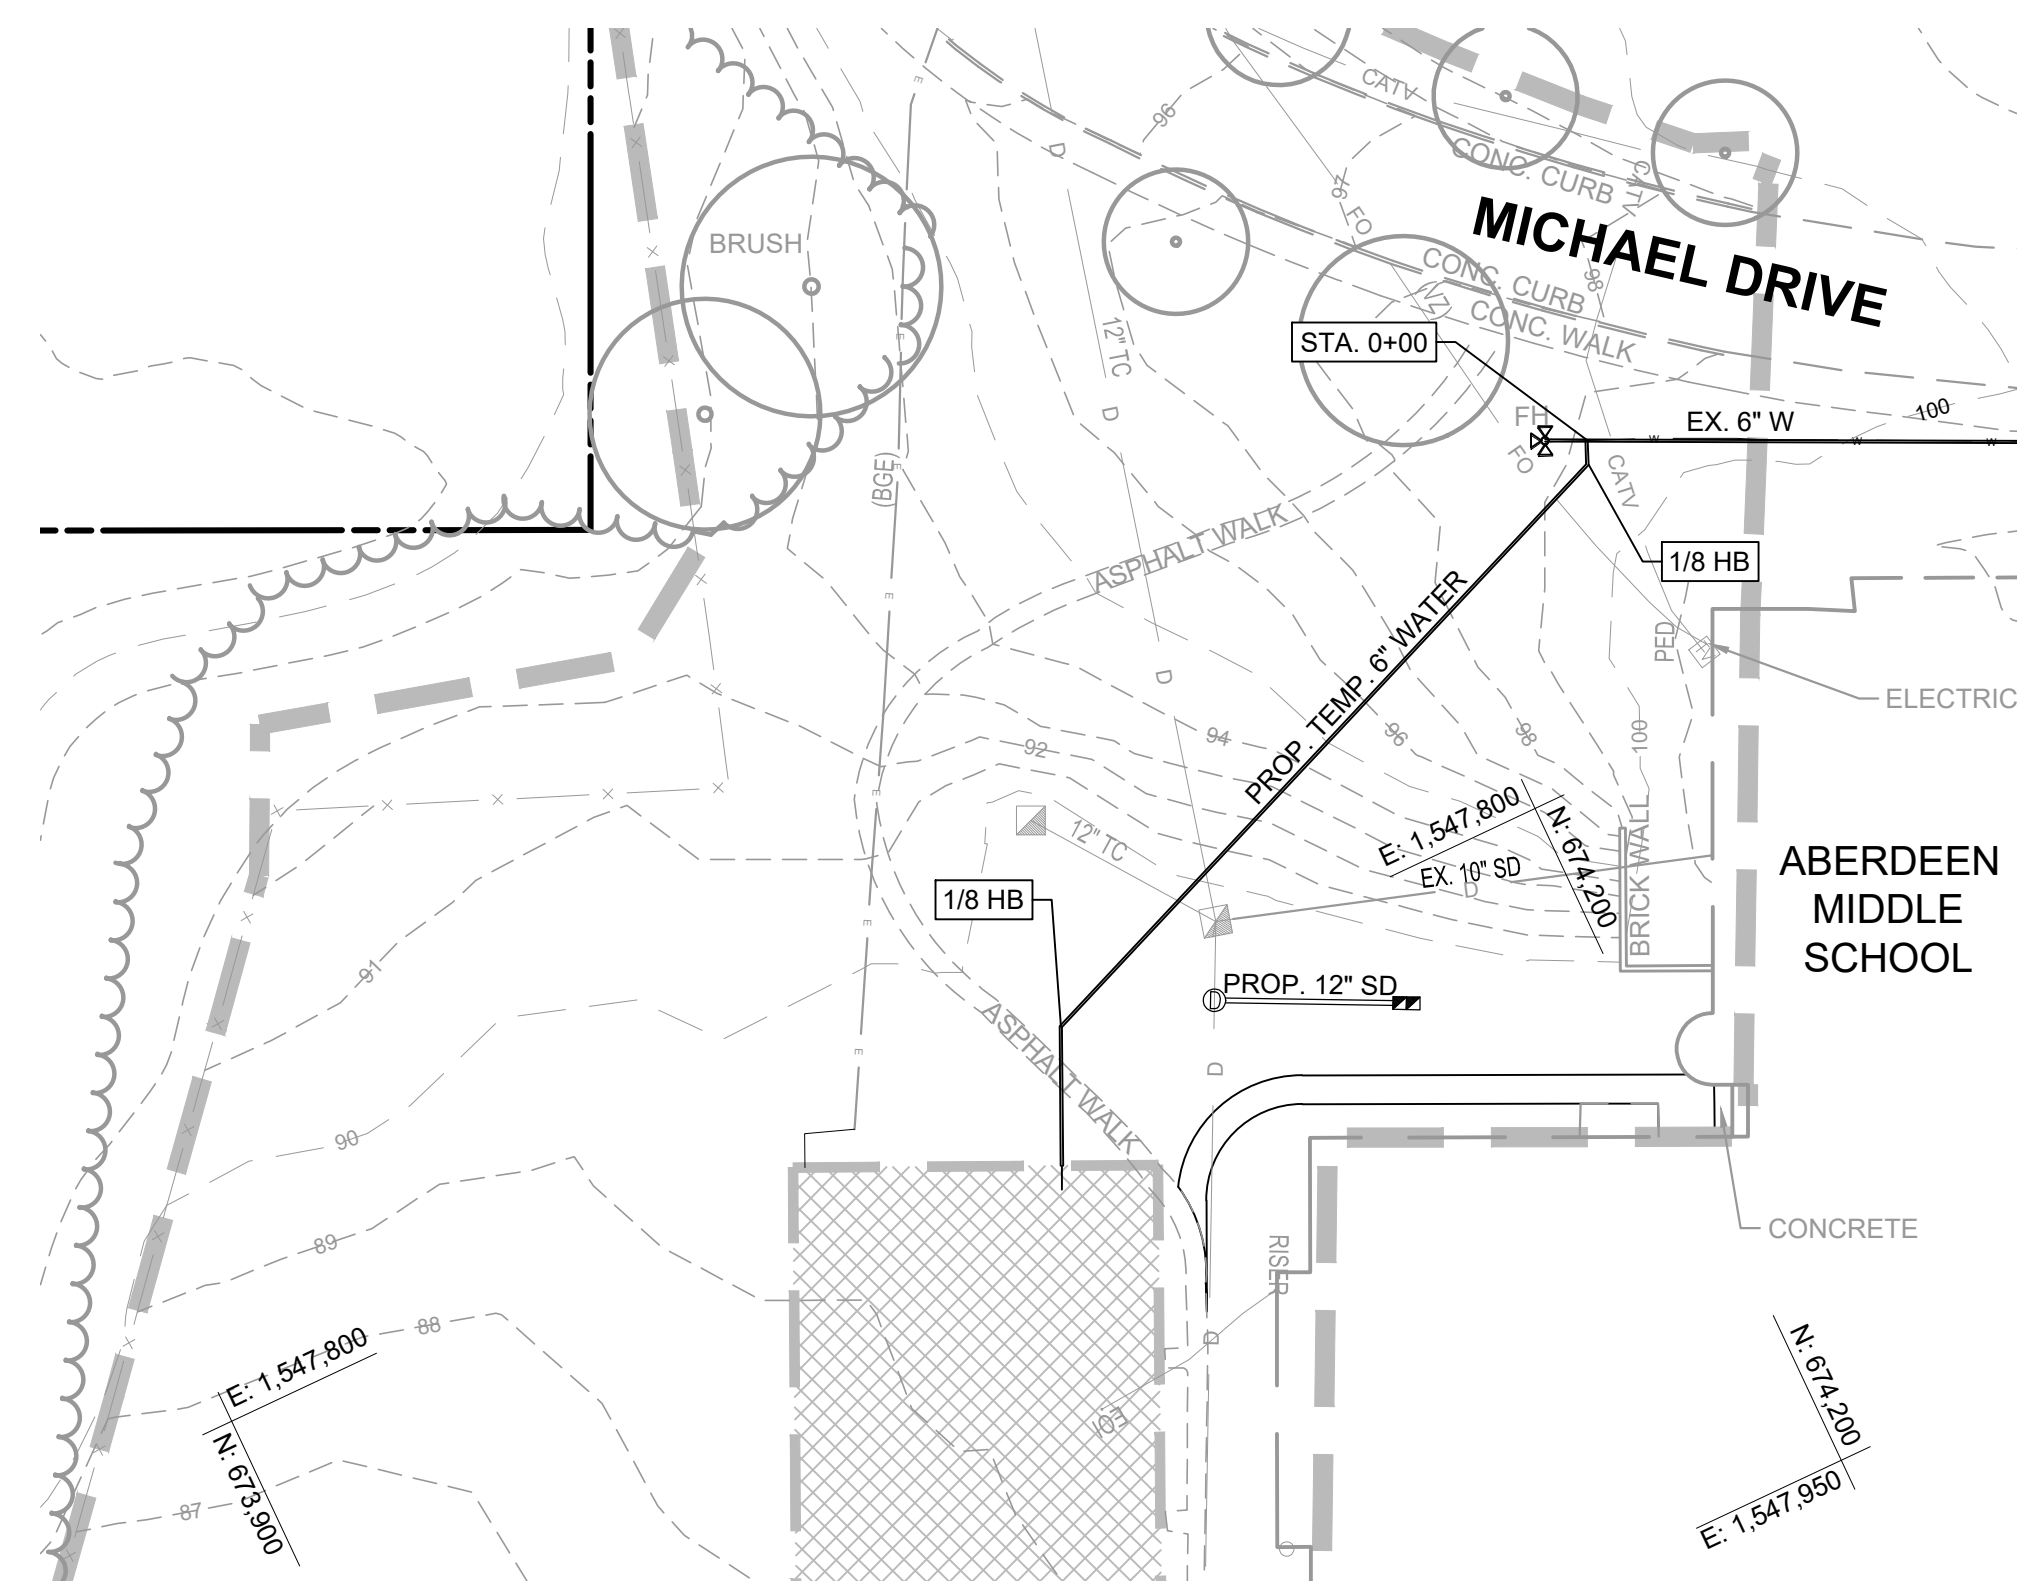 CATV
96
D
CONC. CURB
CATV
97
FO
MICHAEL DRIVE
BRUSH
E
CONC. CURB
98
(VZ)
CONC. WALK
12" TC
STA. 0+00
E
D
FH
EX. 6" W
100
W
W
W
FO
CATV
(BGE)
E
ASPHALT WALK
1/8 HB
E
PROP. TEMP. 6" WATER
PED
D
ELECTRIC
92
94
96
98
100
E
12" TC
E: 1,547,800
N: 674,200
EX. 10" SD
D
BRICK WALL
ABERDEEN
MIDDLE
SCHOOL
1/8 HB
E
91
PROP. 12" SD
D
ASPHALT WALK
E
D
90
CONCRETE
89
RISER
88
D
E: 1,547,800
N: 673,900
EOI
N: 674,200
E: 1,547,950
87